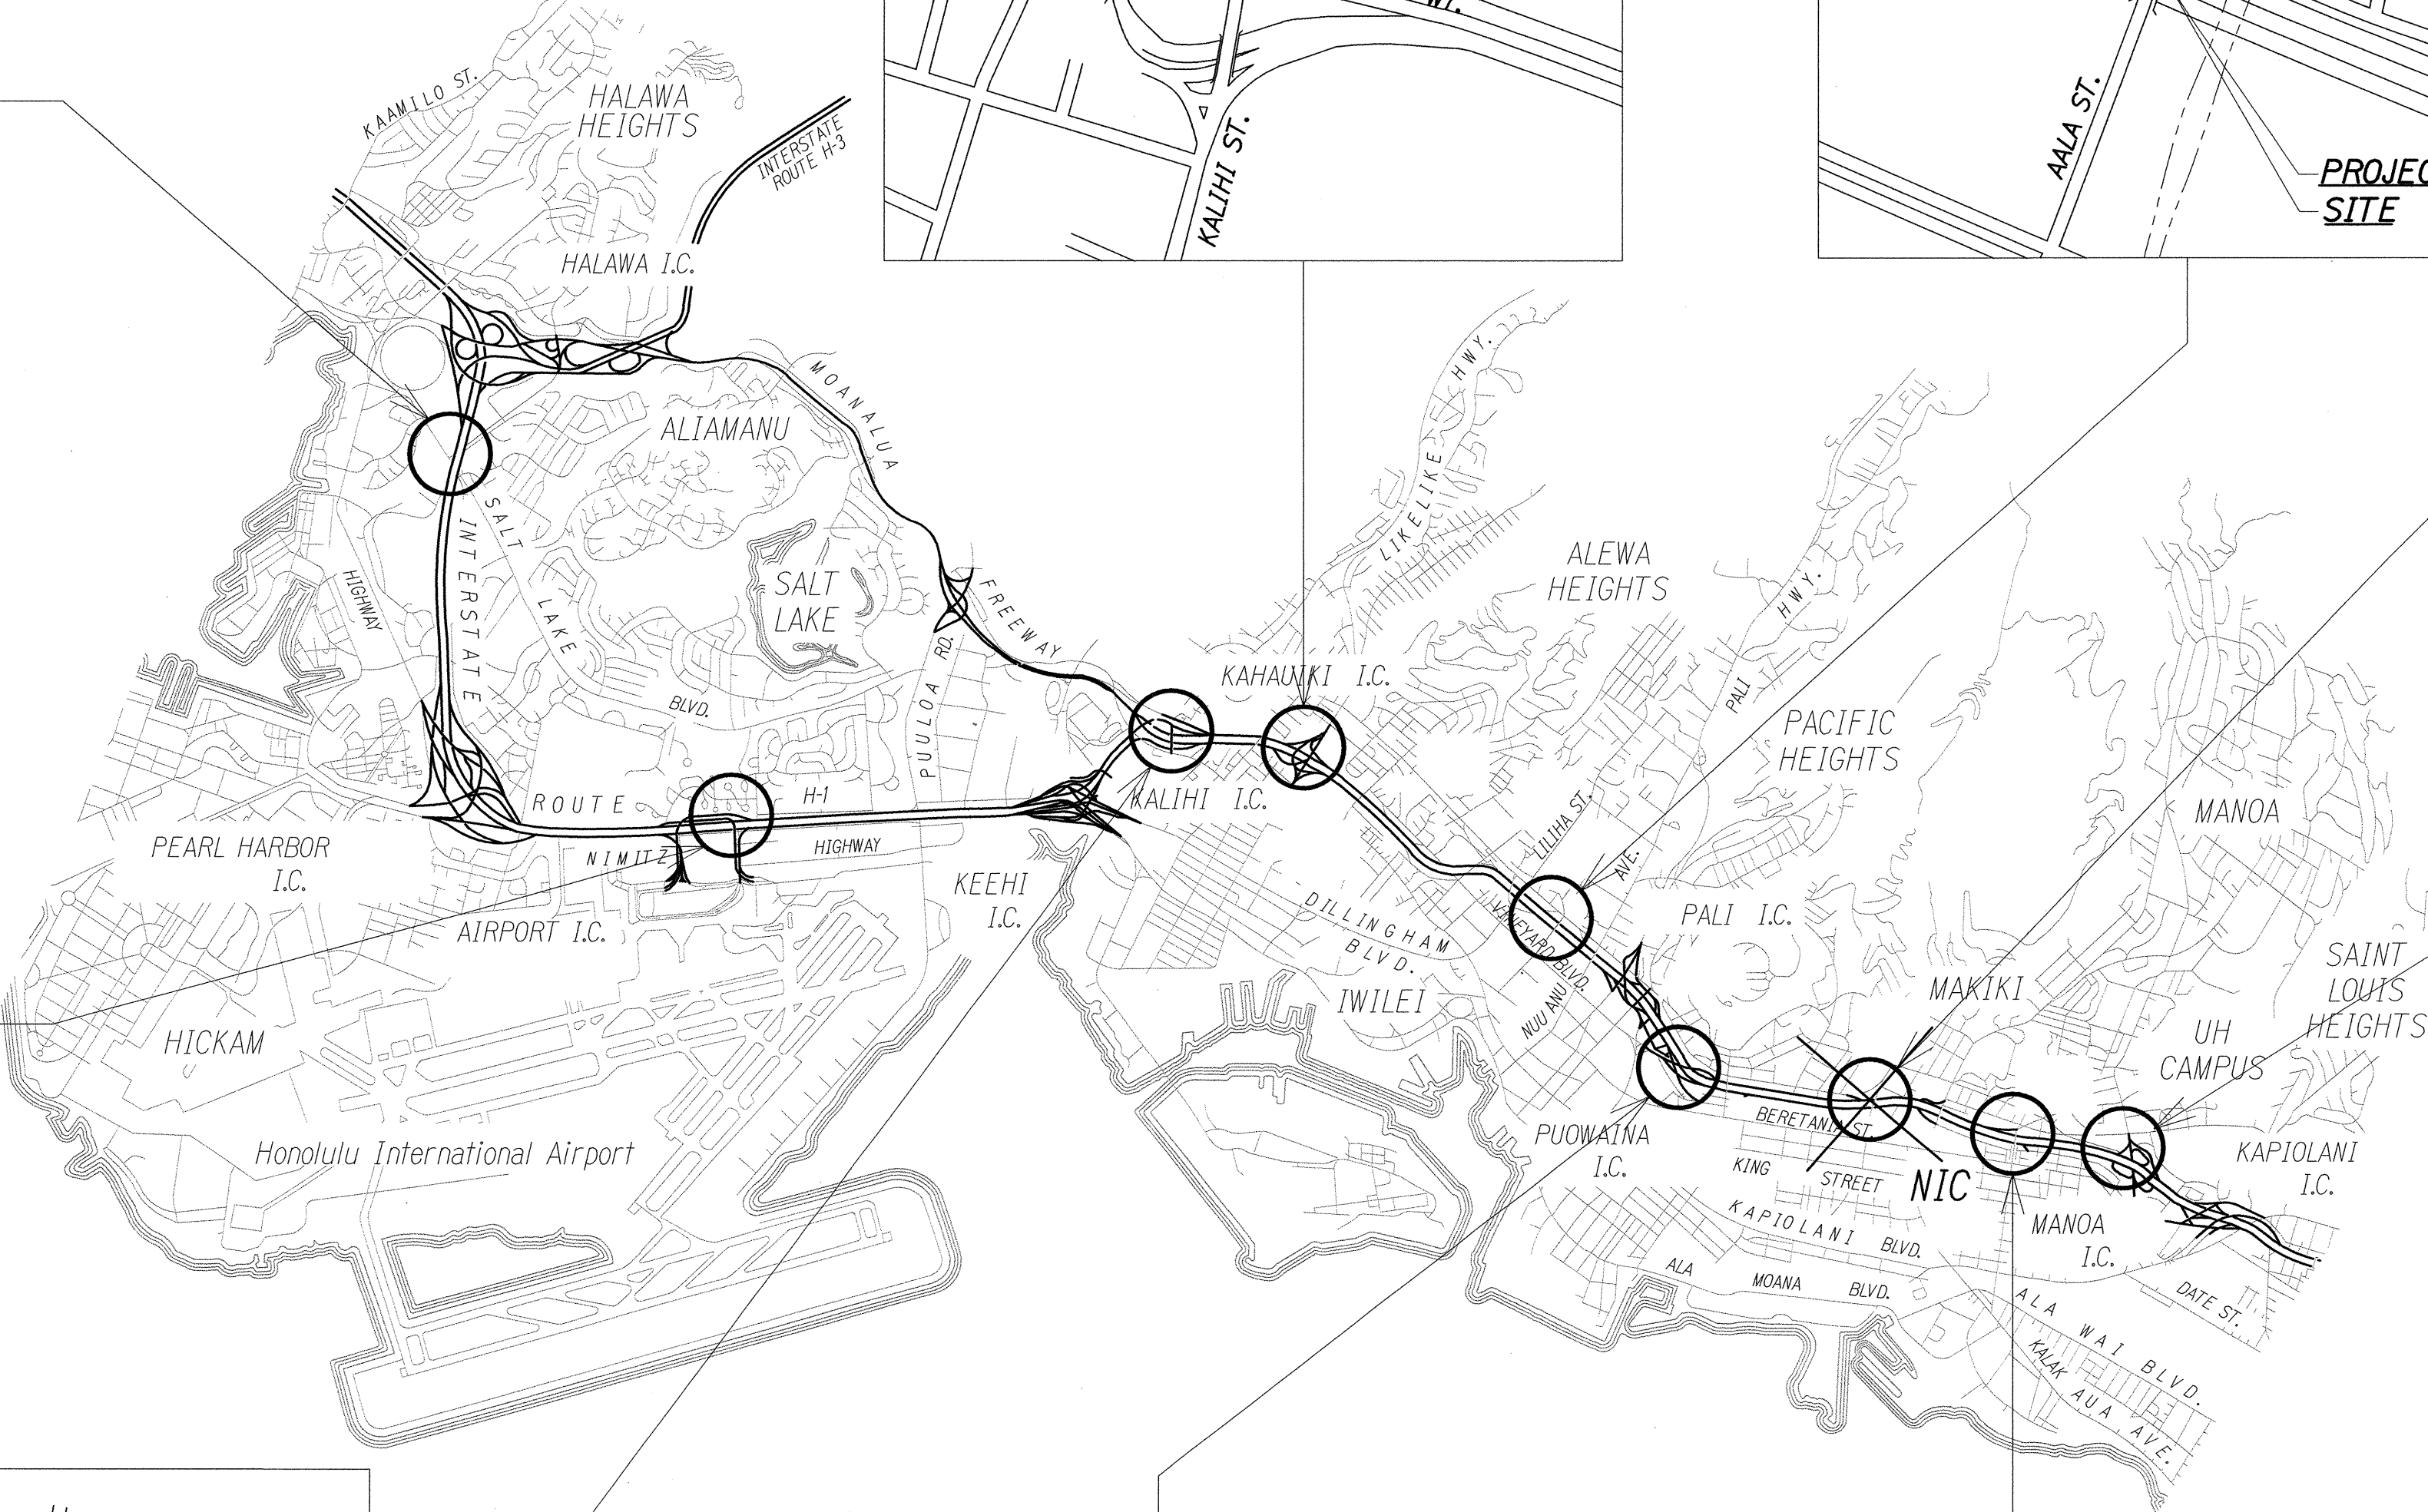 KAAMILO ST.
HALAWA
HEIGHTS
INTERSTATE
ROUTE H-3
KALIHI ST.
AALA ST.
PROJEC
SITE
HALAWA I.C.
MOANALUA
FREEWAY
ALIAMANU
LIKELIKE HWY.
SALT LAKE
BLVD.
INTERSTATE
HIGHWAY
SALT
LAKE
ALEWA
HEIGHTS
PALI HWY.
PUULOA RD.
KAHAUIKI I.C.
PACIFIC
HEIGHTS
ROUTE
H-1
KALIHI I.C.
MANOA
PEARL HARBOR
I.C.
NIMITZ
HIGHWAY
LILIHA ST.
KEEHI
I.C.
AIRPORT I.C.
DILLINGHAM
BLVD.
VINEYARD BLVD.
NUUANU
AVE.
PALI I.C.
SAINT
LOUIS
HEIGHTS
IWILEI
MAKIKI
HICKAM
UH
CAMPUS
Honolulu International Airport
PUOWAINA
I.C.
BERETANIA ST.
KING
STREET
NIC
KAPIOLANI
I.C.
KAPIOLANI BLVD.
MANOA
I.C.
ALA
MOANA
BLVD.
DATE ST.
ALA WAI BLVD.
KALAKAUA AVE.